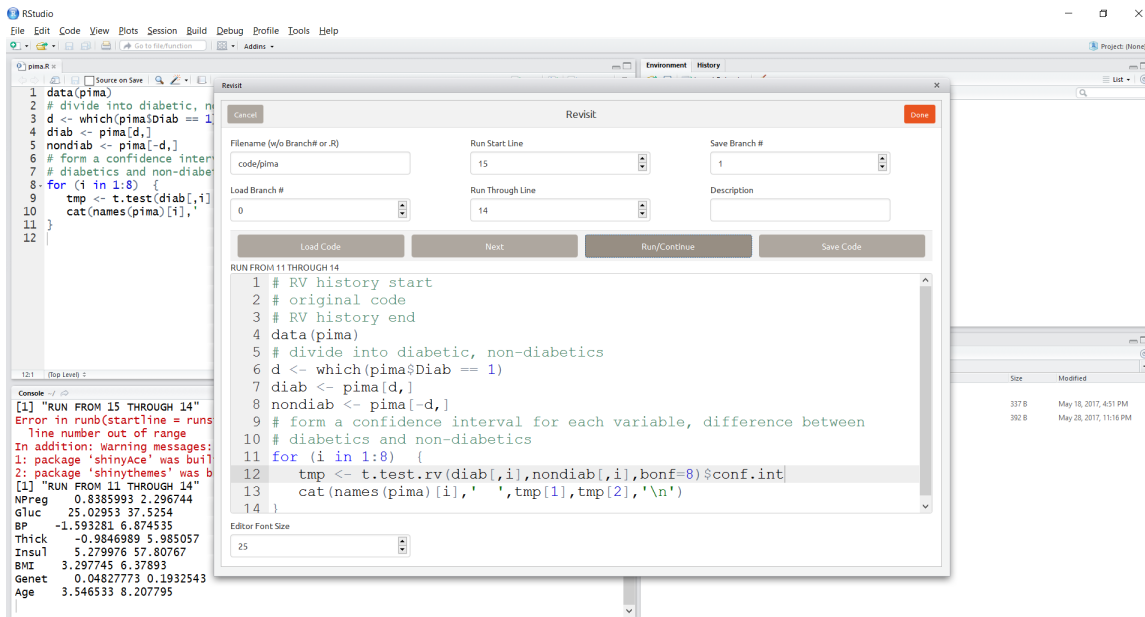 RStudio
File Edit Code View Plots Session Build Debug Profile Tools Help
Go to file/function Addins
Project: (None)
pima.R
Source on Save
1 data(pima)
2 # divide into diabetic, n
3 d <- which(pima$Diab == 1
4 diab <- pima[d,]
5 nondiab <- pima[-d,]
6 # form a confidence inter
7 # diabetics and non-diabe
8 for (i in 1:8) {
9 tmp <- t.test(diab[,i]
10 cat(names(pima)[i],'
11 }
12
12:1 (Top Level)
Console ~/
[1] "RUN FROM 15 THROUGH 14"
Error in runb(startline = runs
line number out of range
In addition: Warning messages:
1: package ‘shinyAce’ was buil
2: package ‘shinythemes’ was b
[1] "RUN FROM 11 THROUGH 14"
NPreg 0.8385993 2.296744
Gluc 25.02953 37.5254
BP -1.593281 6.874535
Thick -0.9846989 5.985057
Insul 5.279976 57.80767
BMI 3.297745 6.37893
Genet 0.04827773 0.1932543
Age 3.546533 8.207795
Revisit
Cancel
Revisit
Done
Filename (w/o Branch# or .R) Run Start Line Save Branch #
code/pima 15 1
Load Branch # Run Through Line Description
0 14
Load Code Next Run/Continue Save Code
RUN FROM 11 THROUGH 14
1 # RV history start
2 # original code
3 # RV history end
4 data(pima)
5 # divide into diabetic, non-diabetics
6 d <- which(pima$Diab == 1)
7 diab <- pima[d,]
8 nondiab <- pima[-d,]
9 # form a confidence interval for each variable, difference between
10 # diabetics and non-diabetics
11 for (i in 1:8) {
12 tmp <- t.test.rv(diab[,i],nondiab[,i],bonf=8)$conf.int
13 cat(names(pima)[i],' ',tmp[1],tmp[2],'\n')
14 }
Editor Font Size
25
Environment History
List
Size Modified
337 B May 18, 2017, 4:51 PM
392 B May 28, 2017, 11:16 PM